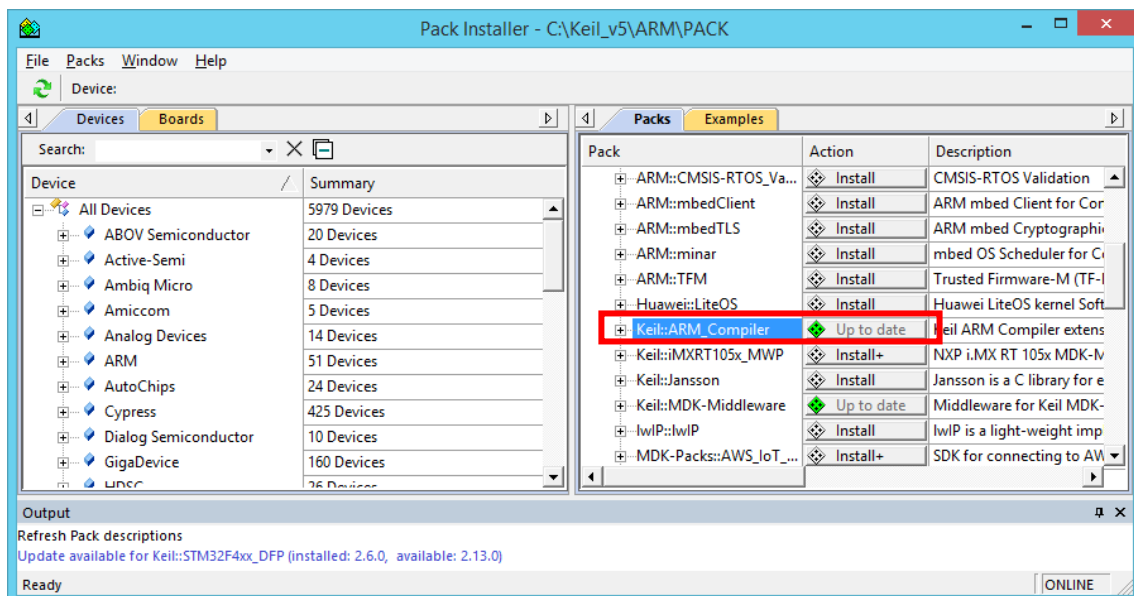 Pack Installer - C:\Keil_v5\ARM\PACK
File Packs Window Help
Device:
Devices Boards
Search:
Device Summary
All Devices 5979 Devices
ABOV Semiconductor 20 Devices
Active-Semi 4 Devices
Ambiq Micro 8 Devices
Amiccom 5 Devices
Analog Devices 14 Devices
ARM 51 Devices
AutoChips 24 Devices
Cypress 425 Devices
Dialog Semiconductor 10 Devices
GigaDevice 160 Devices
HDSC 26 Devices
Packs Examples
Pack Action Description
ARM::CMSIS-RTOS_Va... Install CMSIS-RTOS Validation
ARM::mbedClient Install ARM mbed Client for Cor
ARM::mbedTLS Install ARM mbed Cryptographi
ARM::minar Install mbed OS Scheduler for C
ARM::TFM Install Trusted Firmware-M (TF-
Huawei::LiteOS Install Huawei LiteOS kernel Soft
Keil::ARM_Compiler Up to date Keil ARM Compiler extens
Keil::iMXRT105x_MWP Install+ NXP i.MX RT 105x MDK-M
Keil::Jansson Install Jansson is a C library for e
Keil::MDK-Middleware Up to date Middleware for Keil MDK-
lwIP::lwIP Install lwIP is a light-weight imp
MDK-Packs::AWS_IoT_... Install+ SDK for connecting to AW
Output
Refresh Pack descriptions
Update available for Keil::STM32F4xx_DFP (installed: 2.6.0, available: 2.13.0)
Ready ONLINE